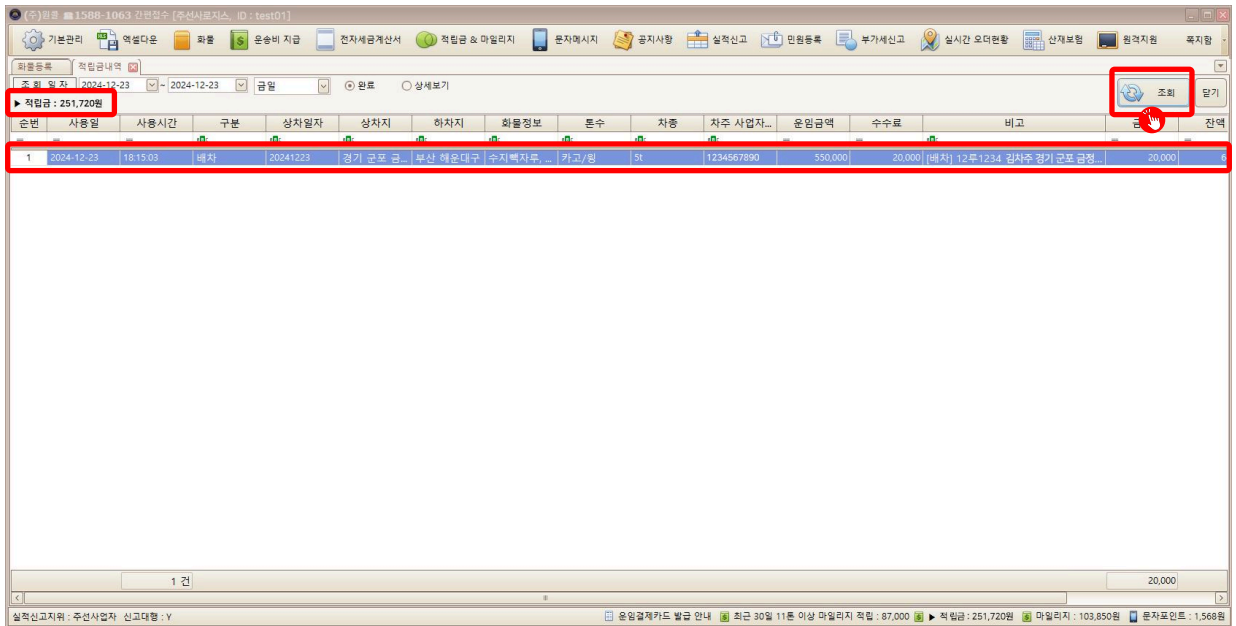 (주)원콜 ☎1588-1063 간편접수 [주선사로지스, ID : test01]
기본관리 엑셀다운 화물 운송비 지급 전자세금계산서 적립금 & 마일리지 문자메시지 공지사항 실적신고 민원등록 부가세신고 실시간 오더현황 산재보험 원격지원 쪽지함
화물등록 적립금내역
조 회 일 자 2024-12-23 ~ 2024-12-23 금일 완료 상세보기 조회 닫기
▶ 적립금 : 251,720원
순번 사용일 사용시간 구분 상차일자 상차지 하차지 화물정보 톤수 차종 차주 사업자... 운임금액 수수료 비고 잔액
1 2024-12-23 18:15:03 배차 20241223 경기 군포 금... 부산 해운대구 수지빽자루, ... 카고/윙 5t 1234567890 550,000 20,000 [배차] 12루1234 김차주 경기 군포 금정... 20,000 6
1 건 20,000
실적신고지위 : 주선사업자 신고대형 : Y 운임결제카드 발급 안내 최근 30일 11톤 이상 마일리지 적립 : 87,000 ▶ 적립금 : 251,720원 마일리지 : 103,850원 문자포인트 : 1,568원